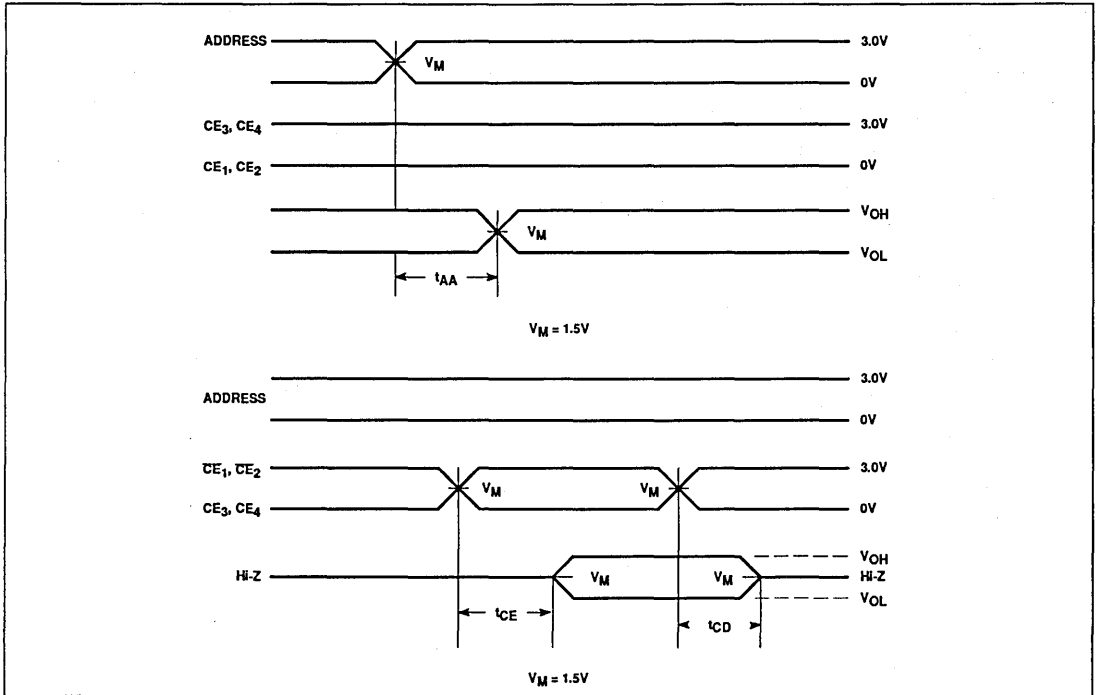 ADDRESS
V_M
3.0V
0V
CE₃, CE₄
3.0V
CE₁, CE₂
0V
V_OH
V_M
V_OL
t_AA
V_M = 1.5V
ADDRESS
3.0V
0V
C̅E̅₁, C̅E̅₂
3.0V
V_M
V_M
CE₃, CE₄
0V
V_OH
Hi-Z
V_M
V_M
Hi-Z
V_OL
t_CE
t_CD
V_M = 1.5V